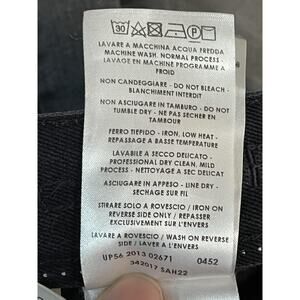 30
P
LAVARE A MACCHINA ACQUA FREDDA
MACHINE WASH, NORMAL PROCESS -
LAVAGE EN MACHINE PROGRAMME A
FROID
NON CANDEGGIARE - DO NOT BLEACH -
BLANCHIMENT INTERDIT
NON ASCIUGARE IN TAMBURO - DO NOT
TUMBLE DRY - NE PAS SECHER EN
TAMBOUR
FERRO TIEPIDO - IRON, LOW HEAT -
REPASSAGE A BASSE TEMPERATURE
LAVABILE A SECCO DELICATO -
PROFESSIONAL DRY CLEAN, MILD
PROCESS - NETTOYAGE A SEC DELICAT
ASCIUGARE IN APPESO - LINE DRY -
SECHAGE SUR FIL
STIRARE SOLO A ROVESCIO / IRON ON
REVERSE SIDE ONLY / REPASSER
EXCLUSIVEMENT SUR L'ENVERS
LAVARE A ROVESCIO / WASH ON REVERSE
SIDE / LAVER A L'ENVERS
UP56 2013 02671 0452
342017 SAH22